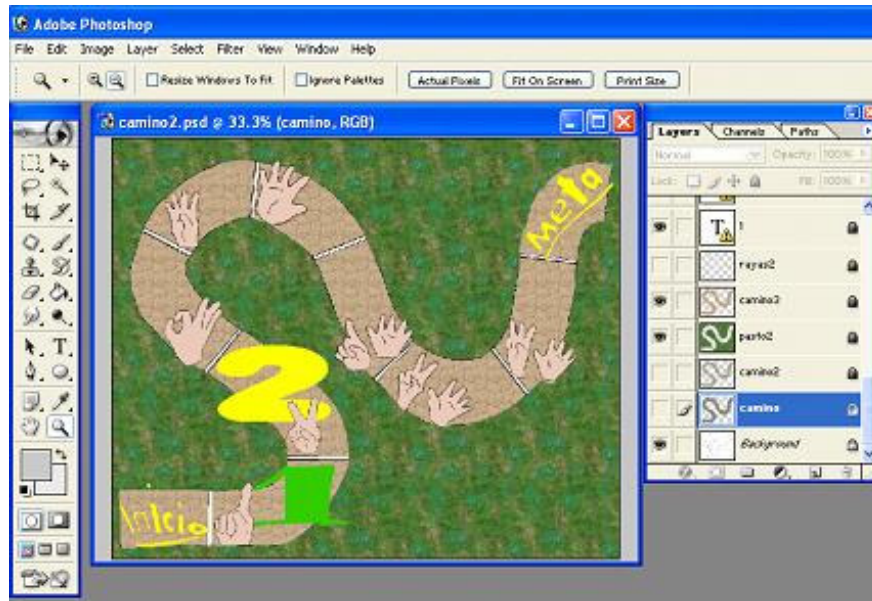 Adobe Photoshop
File Edit Image Layer Select Filter View Window Help
Resize Windows To Fit Ignore Palettes Actual Pixels Fit On Screen Print Size
camino2.psd @ 33.3% (camino, RGB)
Layers Channels Paths
Normal Opacity: 100%
Lock: Fill: 100%
T 1
rayas2
camino3
pasto2
camino2
camino
Background
Meta
2
1
Inicio